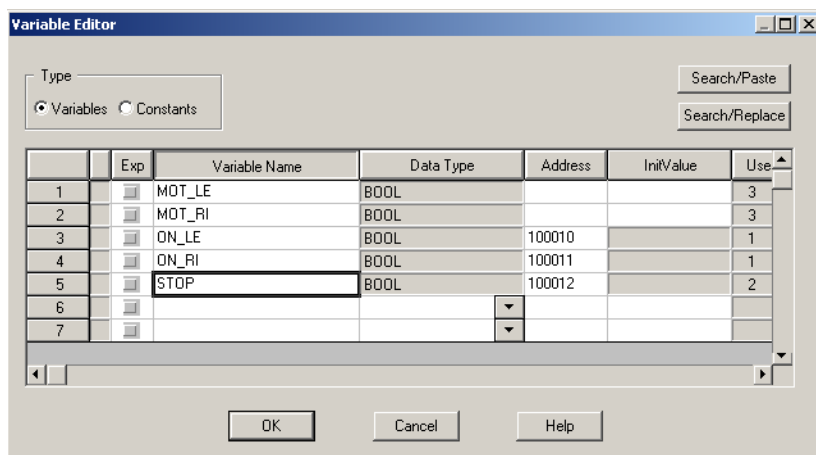 Variable Editor
Type
Variables Constants
Search/Paste
Search/Replace
Exp Variable Name Data Type Address InitValue Use
1 MOT_LE BOOL 3
2 MOT_RI BOOL 3
3 ON_LE BOOL 100010 1
4 ON_RI BOOL 100011 1
5 STOP BOOL 100012 2
6
7
OK Cancel Help